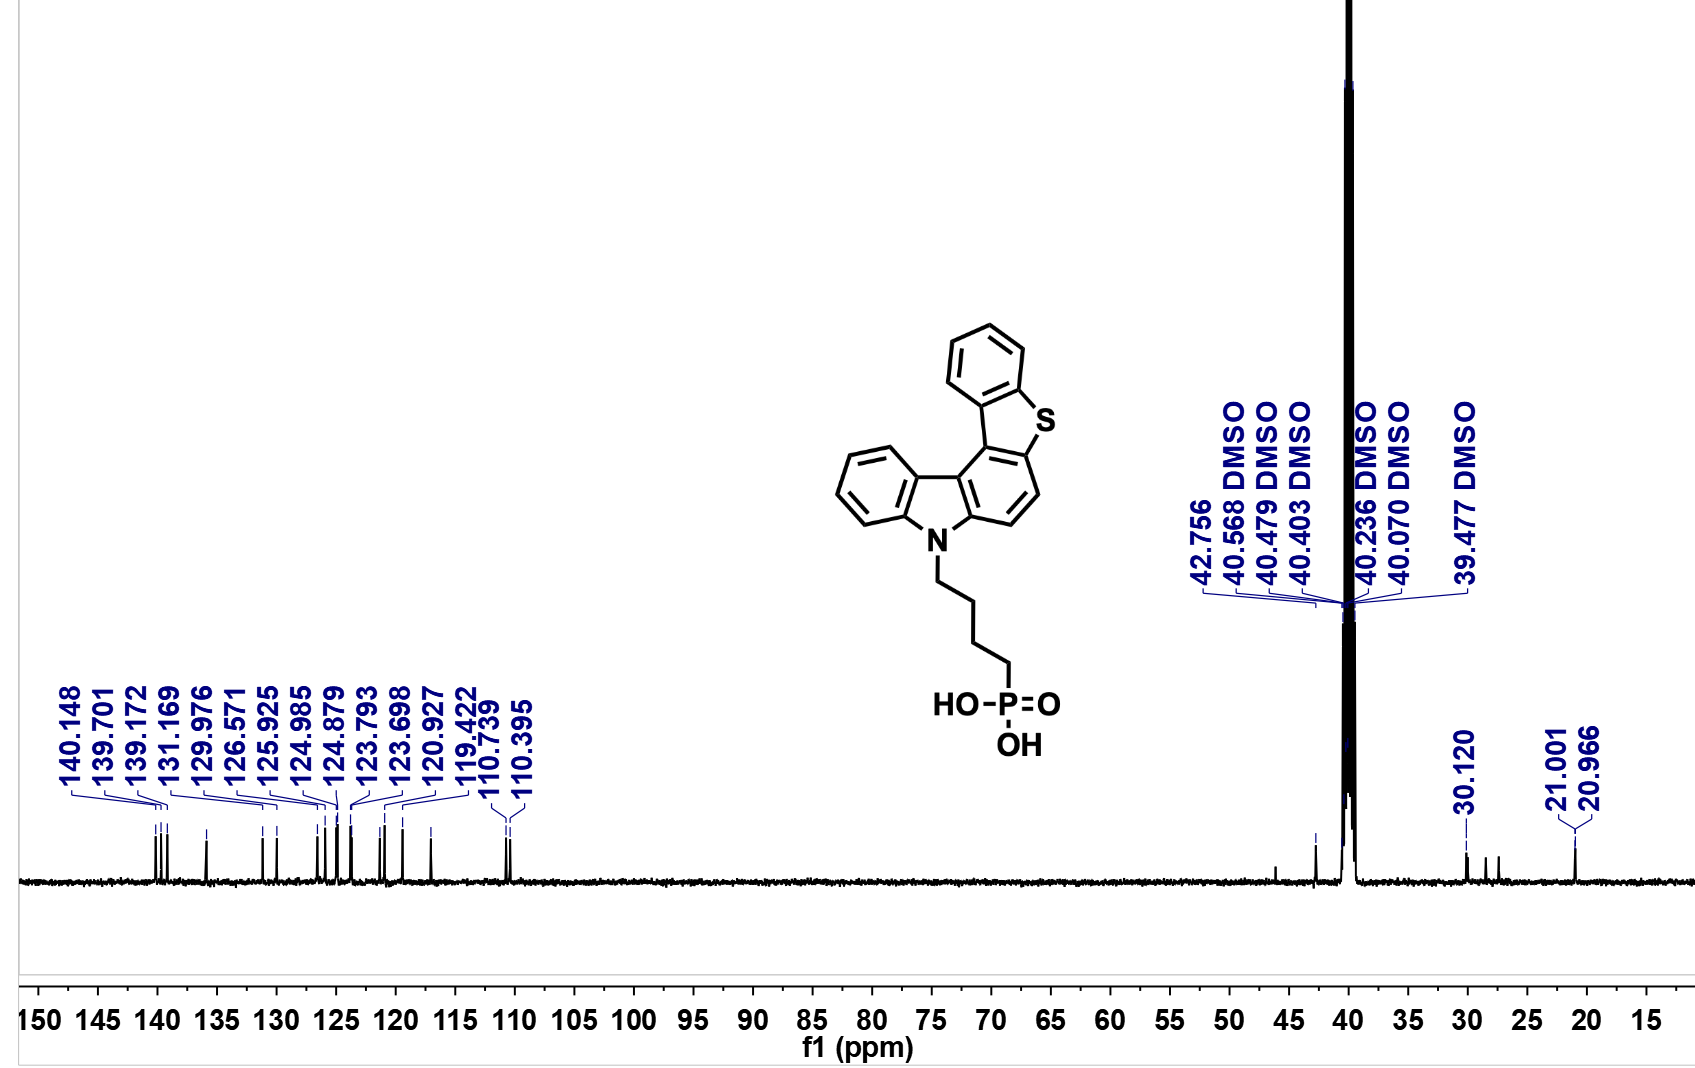 140.148
139.701
139.172
131.169
129.976
126.571
125.925
124.985
124.879
123.793
123.698
120.927
119.422
110.739
110.395
42.756
40.568 DMSO
40.479 DMSO
40.403 DMSO
40.236 DMSO
40.070 DMSO
39.477 DMSO
30.120
21.001
20.966
S
N
HO-P=O
OH
150 145 140 135 130 125 120 115 110 105 100 95 90 85 80 75 70 65 60 55 50 45 40 35 30 25 20 15
f1 (ppm)